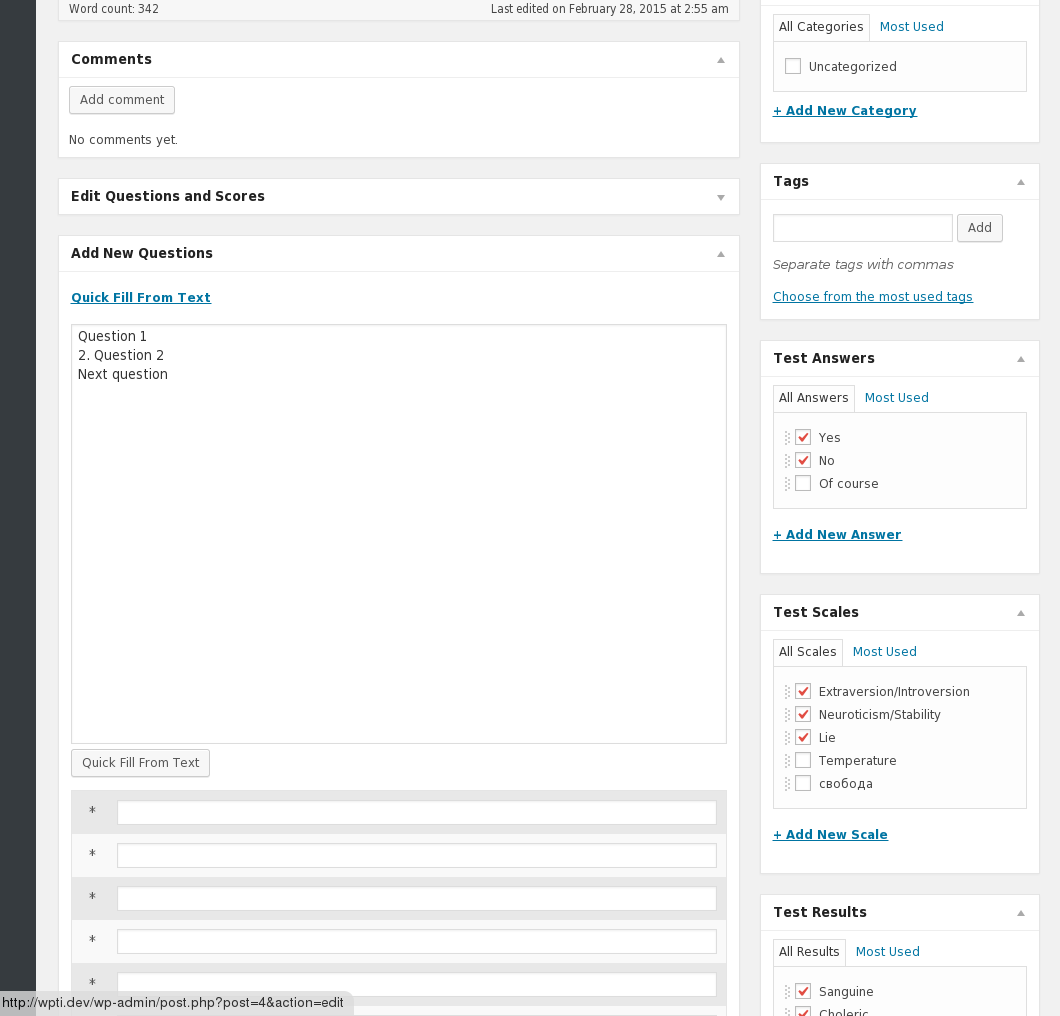 Word count: 342
Last edited on February 28, 2015 at 2:55 am
Comments
Add comment
No comments yet.
Edit Questions and Scores
Add New Questions
Quick Fill From Text
Question 1
2. Question 2
Next question
Quick Fill From Text
*
*
*
*
*
http://wpti.dev/wp-admin/post.php?post=4&action=edit
All Categories Most Used
Uncategorized
+ Add New Category
Tags
Add
Separate tags with commas
Choose from the most used tags
Test Answers
All Answers Most Used
Yes
No
Of course
+ Add New Answer
Test Scales
All Scales Most Used
Extraversion/Introversion
Neuroticism/Stability
Lie
Temperature
свобода
+ Add New Scale
Test Results
All Results Most Used
Sanguine
Choleric